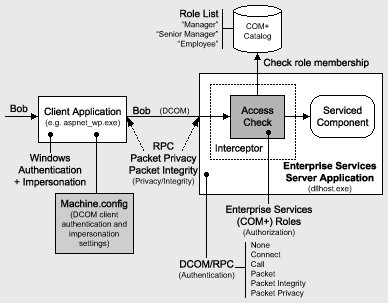 Role List
"Manager"
"Senior Manager"
"Employee"
COM+
Catalog
Check role membership
Bob
Client Application
(e.g. aspnet_wp.exe)
Bob
(DCOM)
Access
Check
Serviced
Component
Interceptor
Windows
Authentication
+ Impersonation
RPC
Packet Privacy
Packet Integrity
(Privacy/Integrity)
Enterprise Services
Server Application
(dllhost.exe)
Machine.config
(DCOM client
authentication and
impersonation
settings)
Enterprise Services
(COM+) Roles
(Authorization)
DCOM/RPC
(Authentication)
None
Connect
Call
Packet
Packet Integrity
Packet Privacy